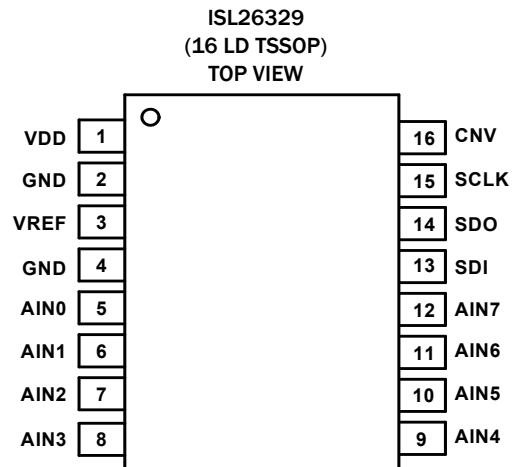 ISL26329
(16 LD TSSOP)
TOP VIEW
VDD 1 16 CNV
GND 2 15 SCLK
VREF 3 14 SDO
GND 4 13 SDI
AIN0 5 12 AIN7
AIN1 6 11 AIN6
AIN2 7 10 AIN5
AIN3 8 9 AIN4